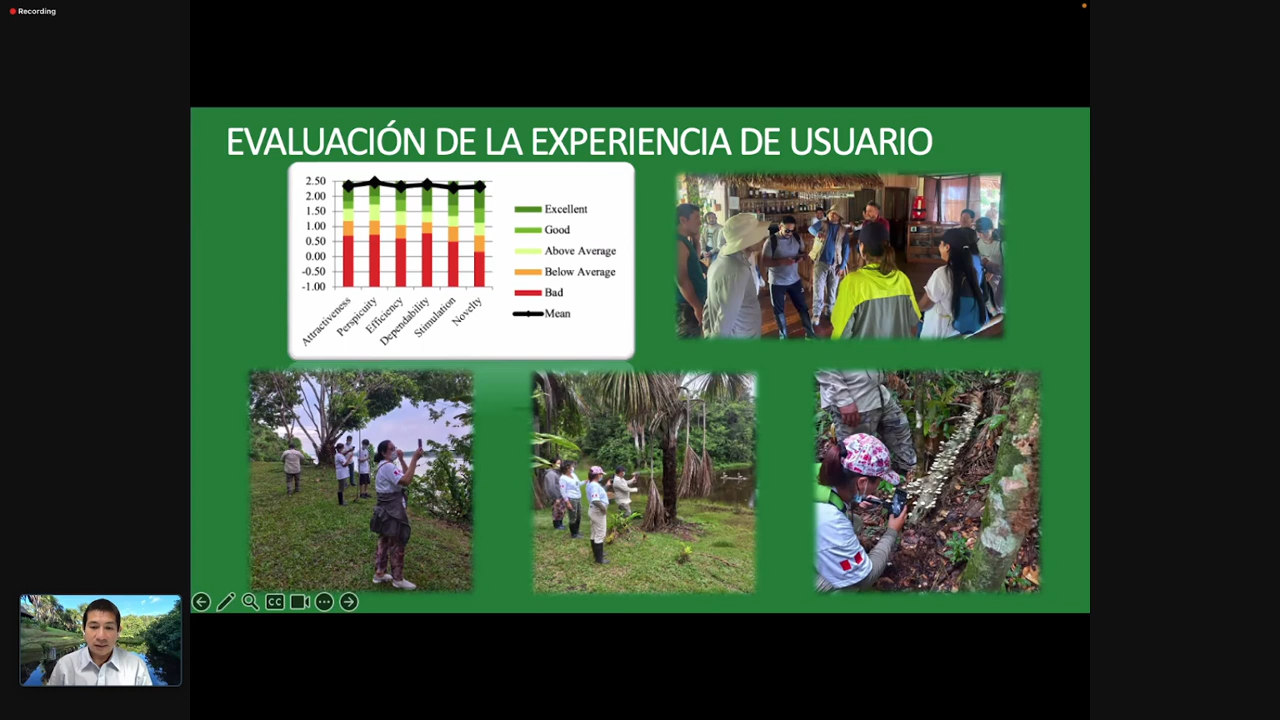 Recording
EVALUACIÓN DE LA EXPERIENCIA DE USUARIO
2.50
2.00
1.50
1.00
0.50
0.00
-0.50
-1.00
Attractiveness
Perspicuity
Efficiency
Dependability
Stimulation
Novelty
Excellent
Good
Above Average
Below Average
Bad
Mean
CC